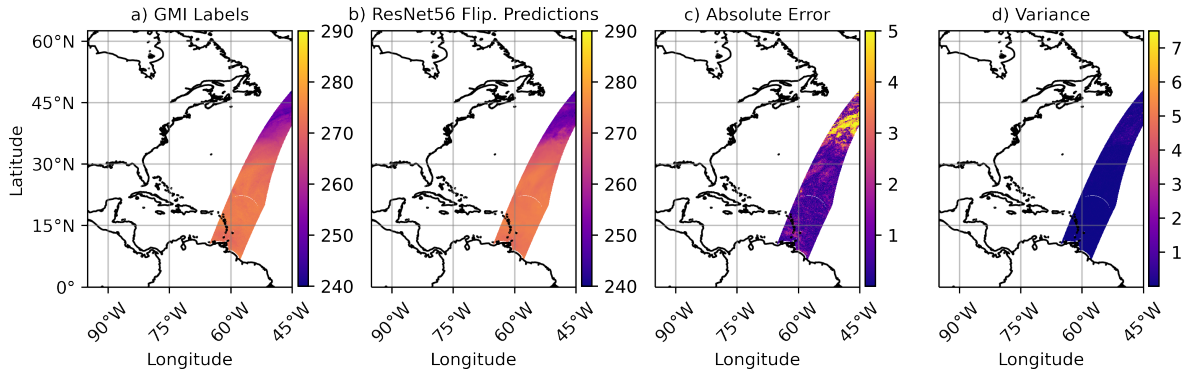 a) GMI Labels
b) ResNet56 Flip. Predictions
c) Absolute Error
d) Variance
Latitude
60°N
45°N
30°N
15°N
0°
90°W
75°W
60°W
45°W
Longitude
290
280
270
260
250
240
90°W
75°W
60°W
45°W
Longitude
290
280
270
260
250
240
90°W
75°W
60°W
45°W
Longitude
5
4
3
2
1
90°W
75°W
60°W
45°W
Longitude
7
6
5
4
3
2
1